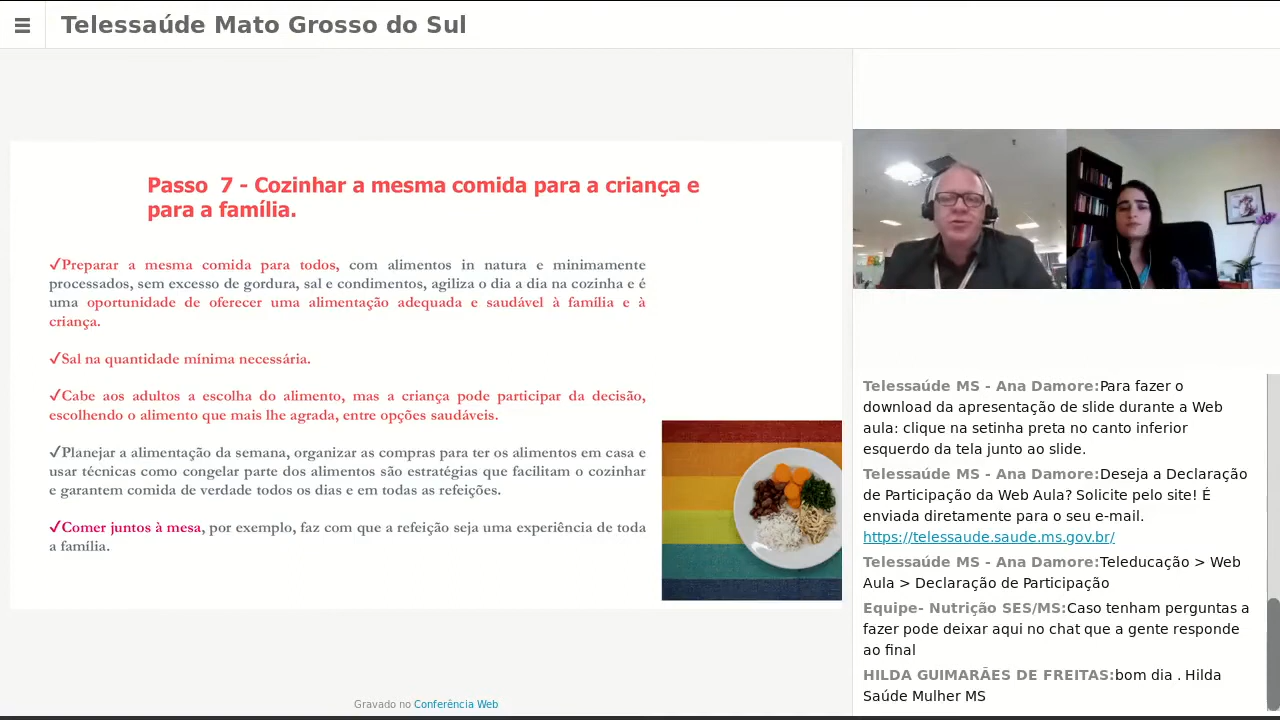 Telessaúde Mato Grosso do Sul
Passo 7 - Cozinhar a mesma comida para a criança e
para a família.
✓Preparar a mesma comida para todos, com alimentos in natura e minimamente
processados, sem excesso de gordura, sal e condimentos, agiliza o dia a dia na cozinha e é
uma oportunidade de oferecer uma alimentação adequada e saudável à família e à
criança.
✓Sal na quantidade mínima necessária.
✓Cabe aos adultos a escolha do alimento, mas a criança pode participar da decisão,
escolhendo o alimento que mais lhe agrada, entre opções saudáveis.
✓Planejar a alimentação da semana, organizar as compras para ter os alimentos em casa e
usar técnicas como congelar parte dos alimentos são estratégias que facilitam o cozinhar
e garantem comida de verdade todos os dias e em todas as refeições.
✓Comer juntos à mesa, por exemplo, faz com que a refeição seja uma experiência de toda
a família.
Gravado no Conferência Web
Telessaúde MS - Ana Damore:Para fazer o
download da apresentação de slide durante a Web
aula: clique na setinha preta no canto inferior
esquerdo da tela junto ao slide.
Telessaúde MS - Ana Damore:Deseja a Declaração
de Participação da Web Aula? Solicite pelo site! É
enviada diretamente para o seu e-mail.
https://telessaude.saude.ms.gov.br/
Telessaúde MS - Ana Damore:Teleducação > Web
Aula > Declaração de Participação
Equipe- Nutrição SES/MS:Caso tenham perguntas a
fazer pode deixar aqui no chat que a gente responde
ao final
HILDA GUIMARÃES DE FREITAS:bom dia . Hilda
Saúde Mulher MS